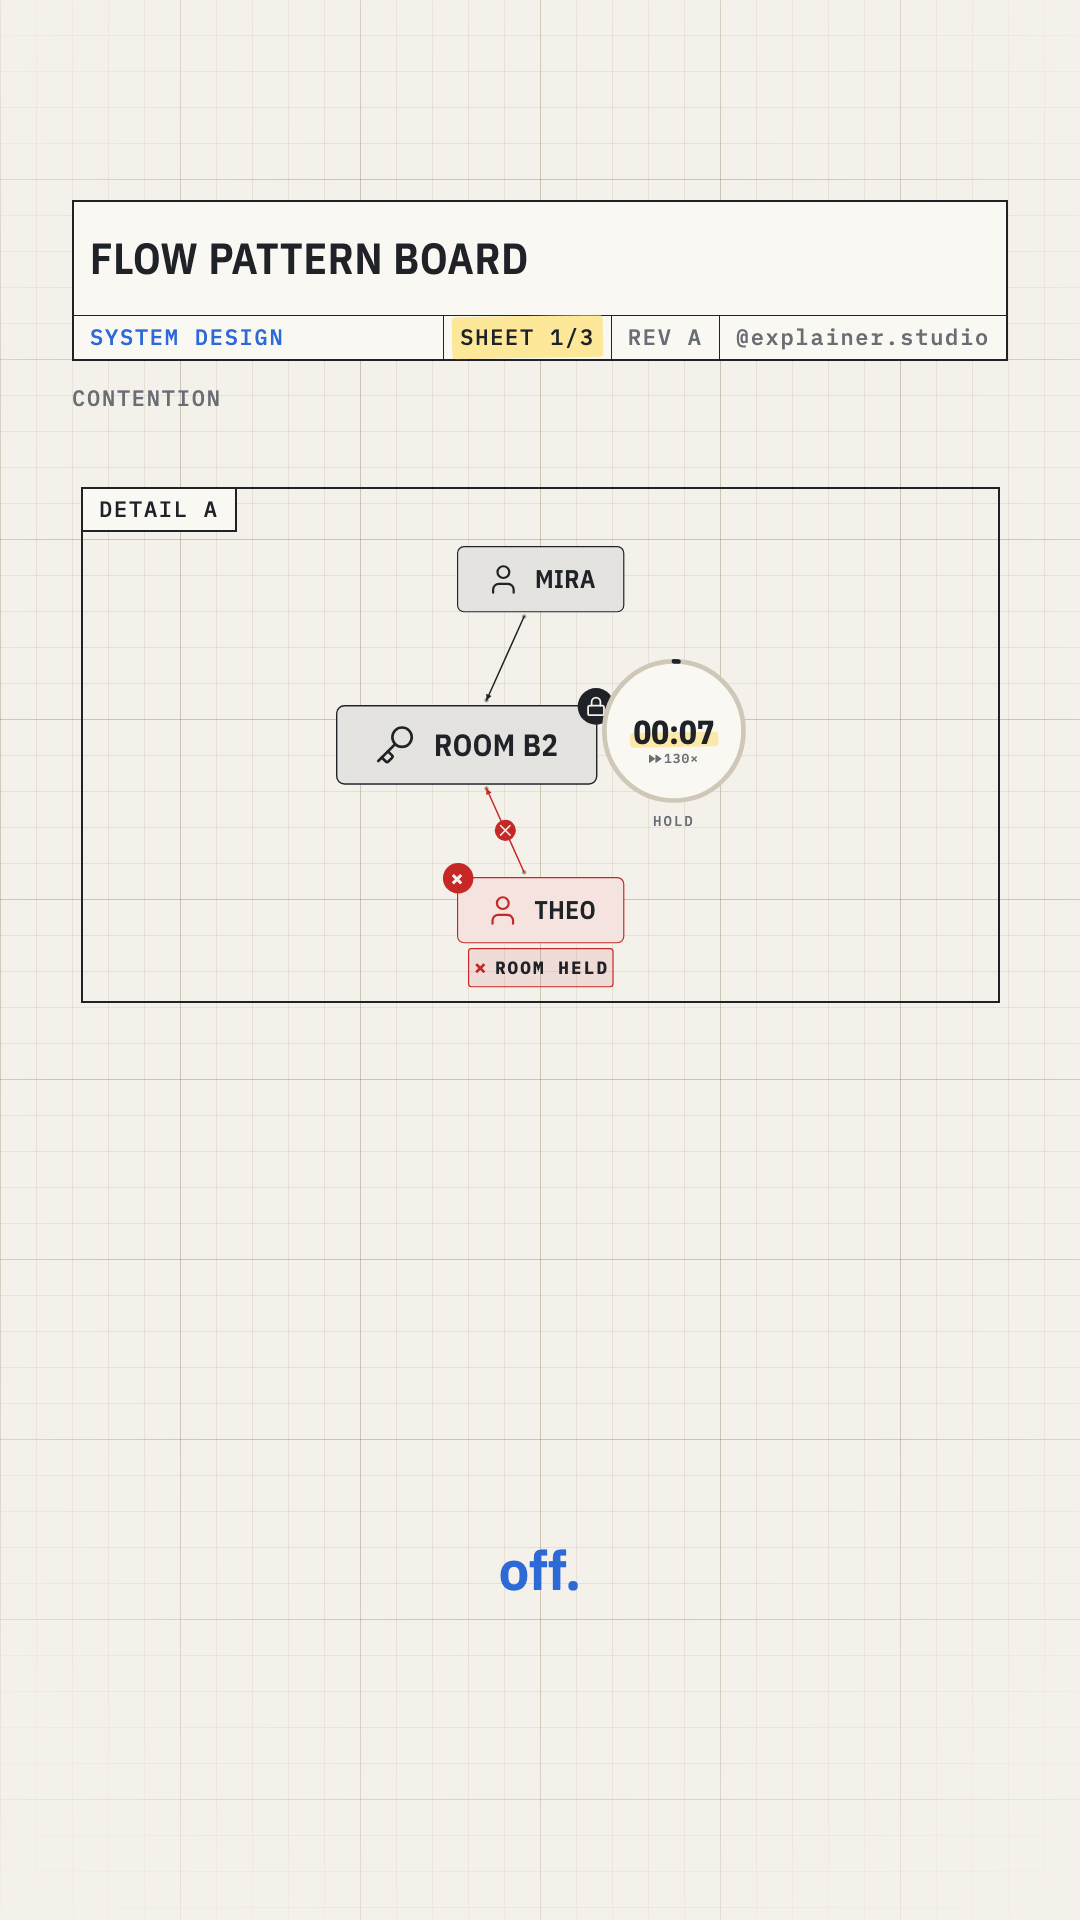 FLOW PATTERN BOARD
SYSTEM DESIGN
SHEET 1/3
REV A
@explainer.studio
CONTENTION
DETAIL A
MIRA
ROOM B2
00:07
130×
HOLD
THEO
× ROOM HELD
off.